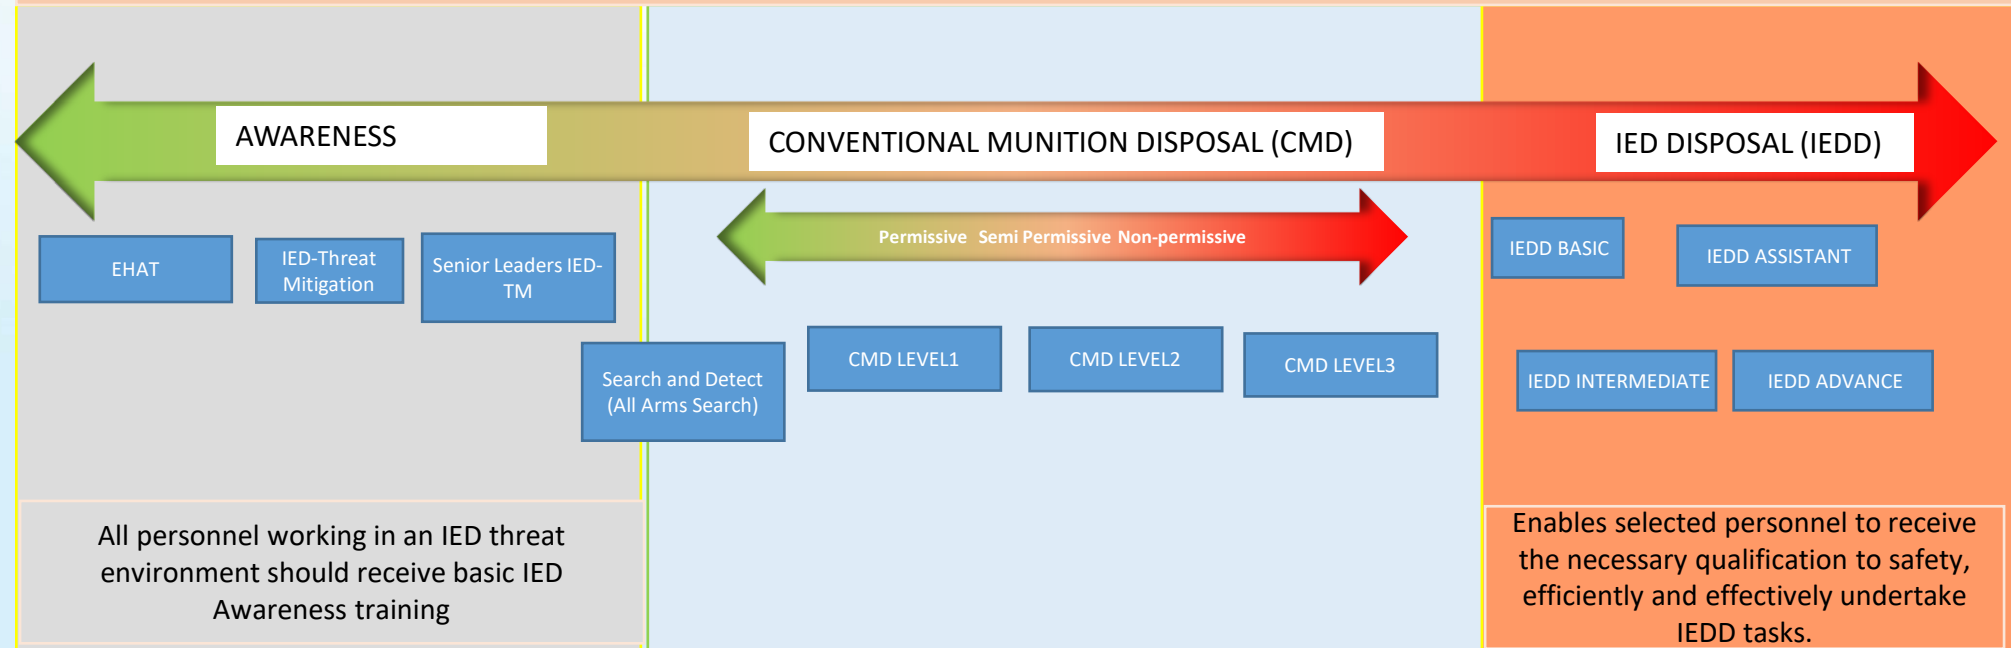 AWARENESS
CONVENTIONAL MUNITION DISPOSAL (CMD)
IED DISPOSAL (IEDD)
Permissive Semi Permissive Non-permissive
EHAT
IED-Threat
Mitigation
Senior Leaders IED-
TM
IEDD BASIC
IEDD ASSISTANT
Search and Detect
(All Arms Search)
CMD LEVEL1
CMD LEVEL2
CMD LEVEL3
IEDD INTERMEDIATE
IEDD ADVANCE
All personnel working in an IED threat
environment should receive basic IED
Awareness training
Enables selected personnel to receive
the necessary qualification to safety,
efficiently and effectively undertake
IEDD tasks.